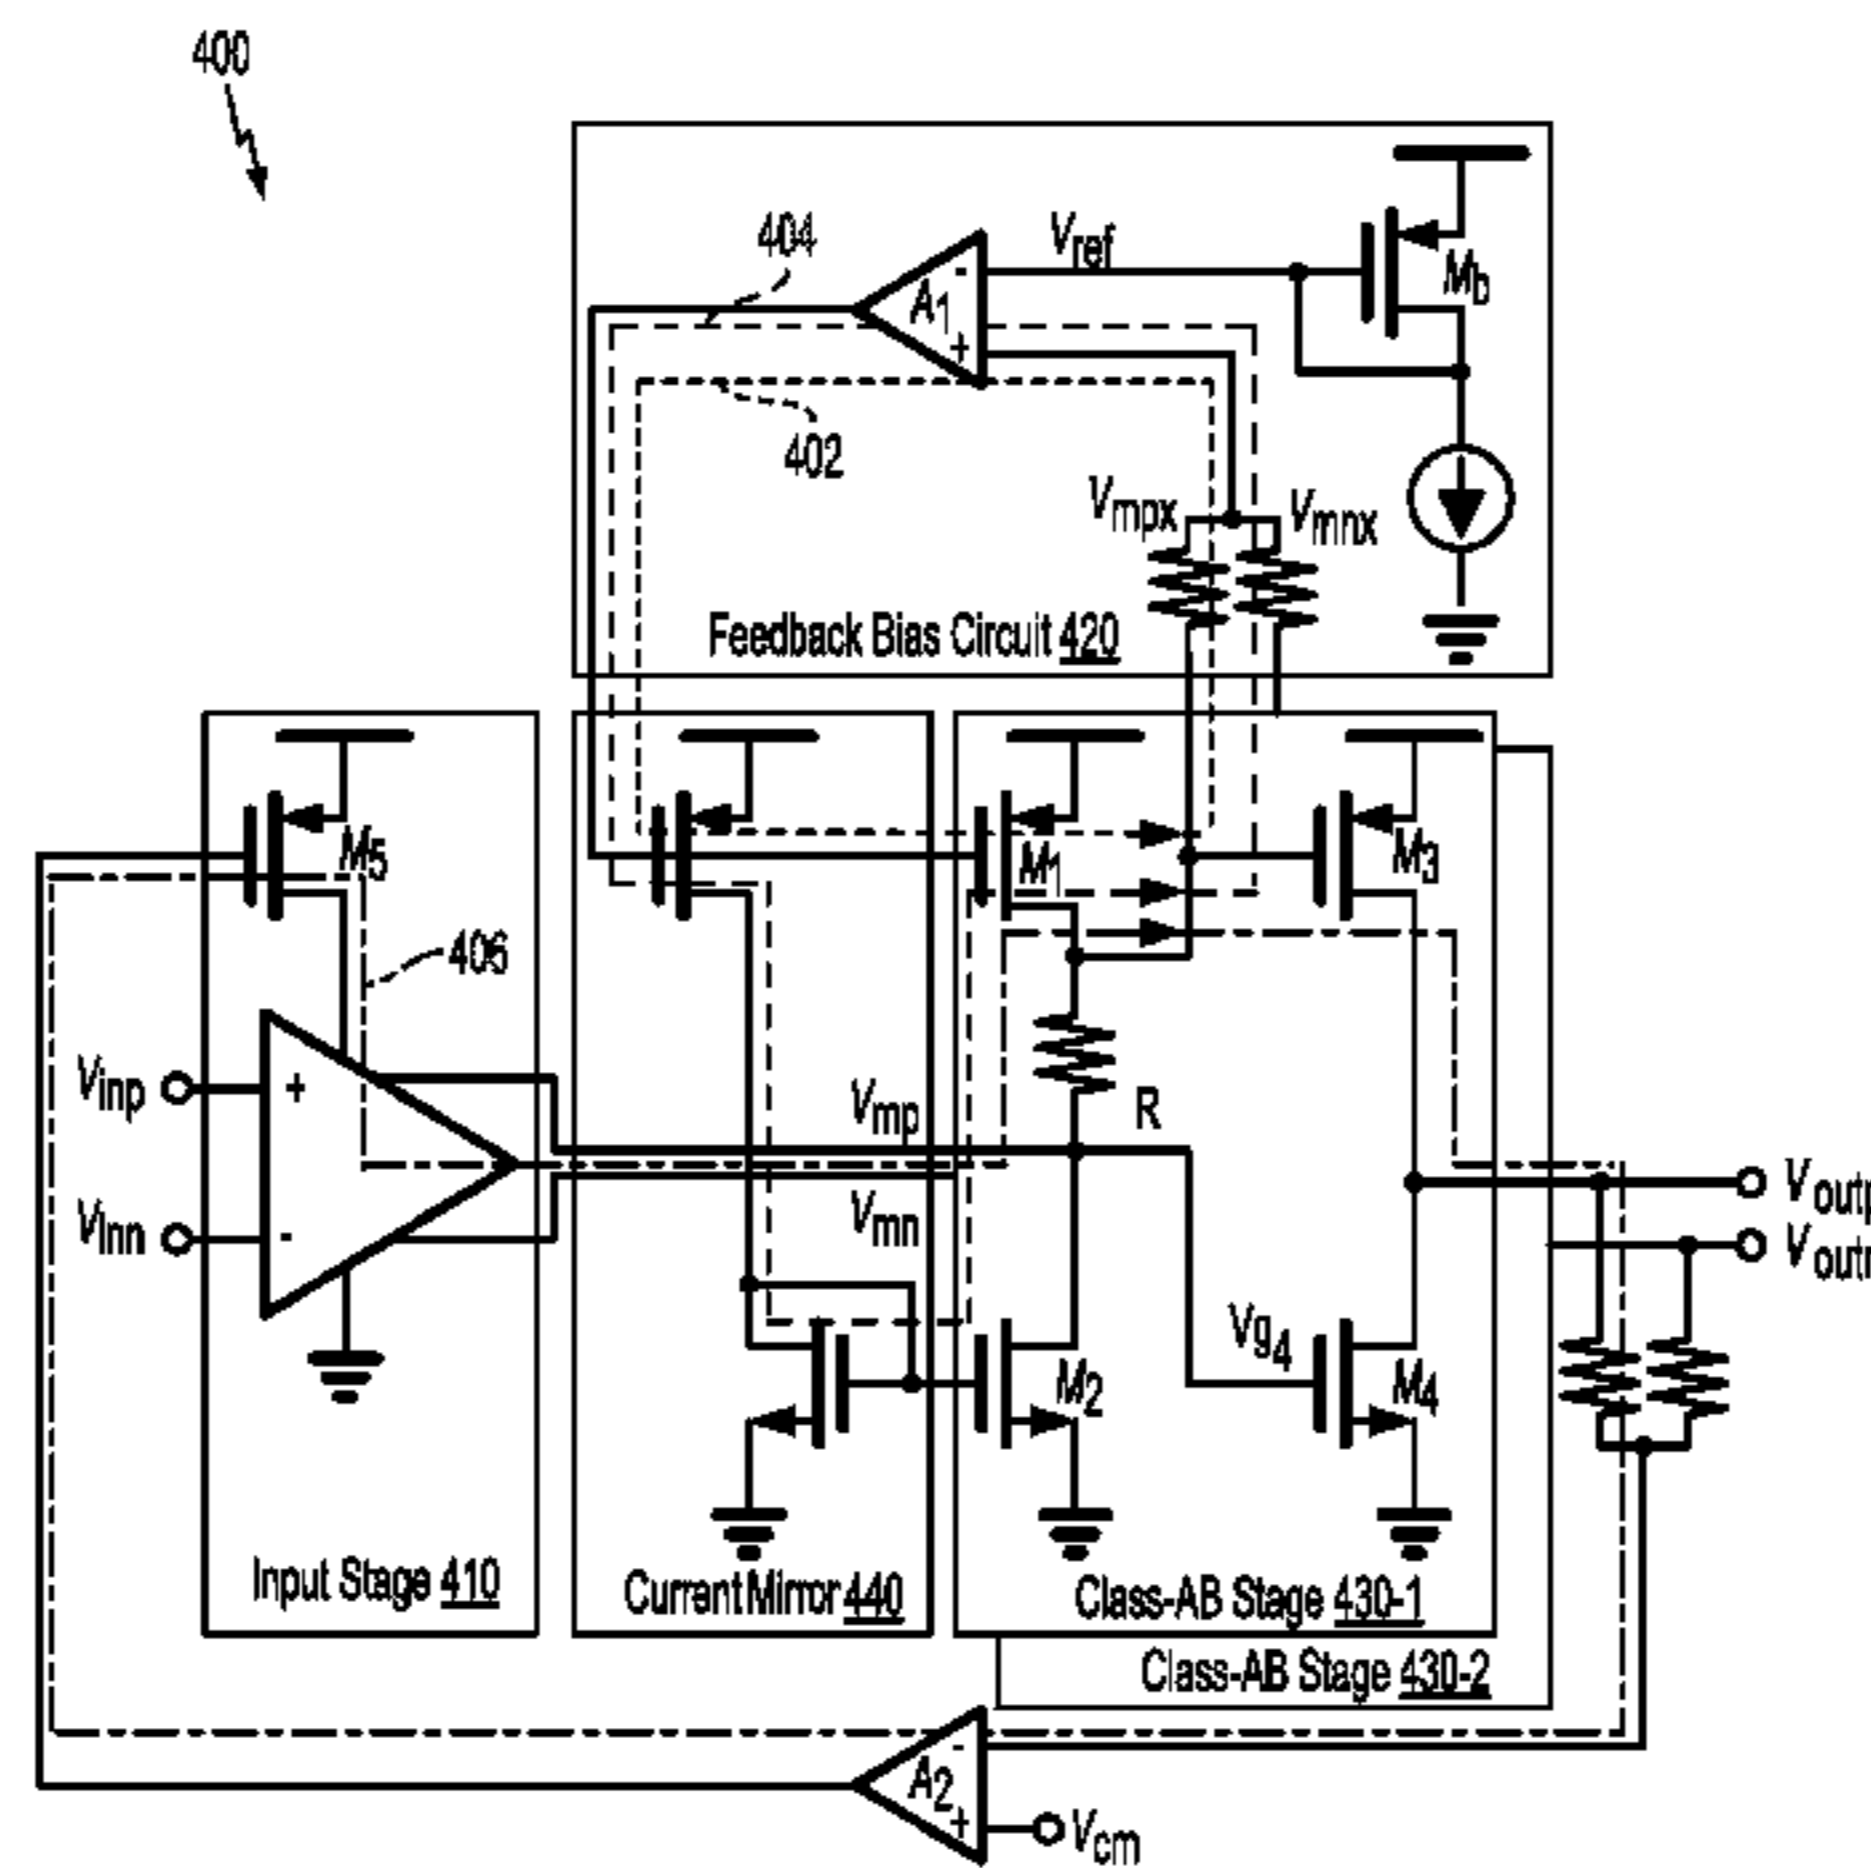 400
404
Vref
Mb
A1
-
+
402
Vmpx
Vmnx
Feedback Bias Circuit 420
M5
M1
M3
406
Vinp
+
Vmp
R
Vinn
-
Vmn
Voutp
Vg4
M2
M4
Input Stage 410
Current Mirror 440
Class-AB Stage 430-1
Class-AB Stage 430-2
-
A2
+
Vcm